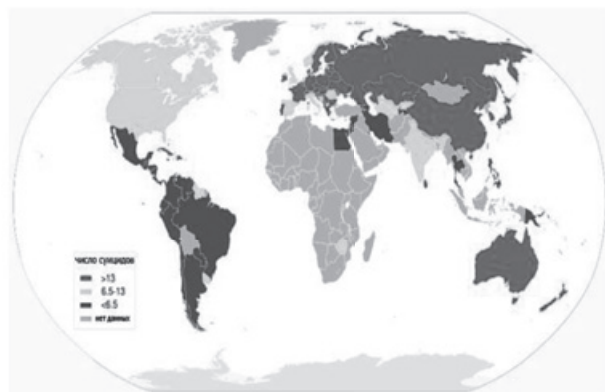 число суицидов
>13
6.5-13
<6.5
нет данных